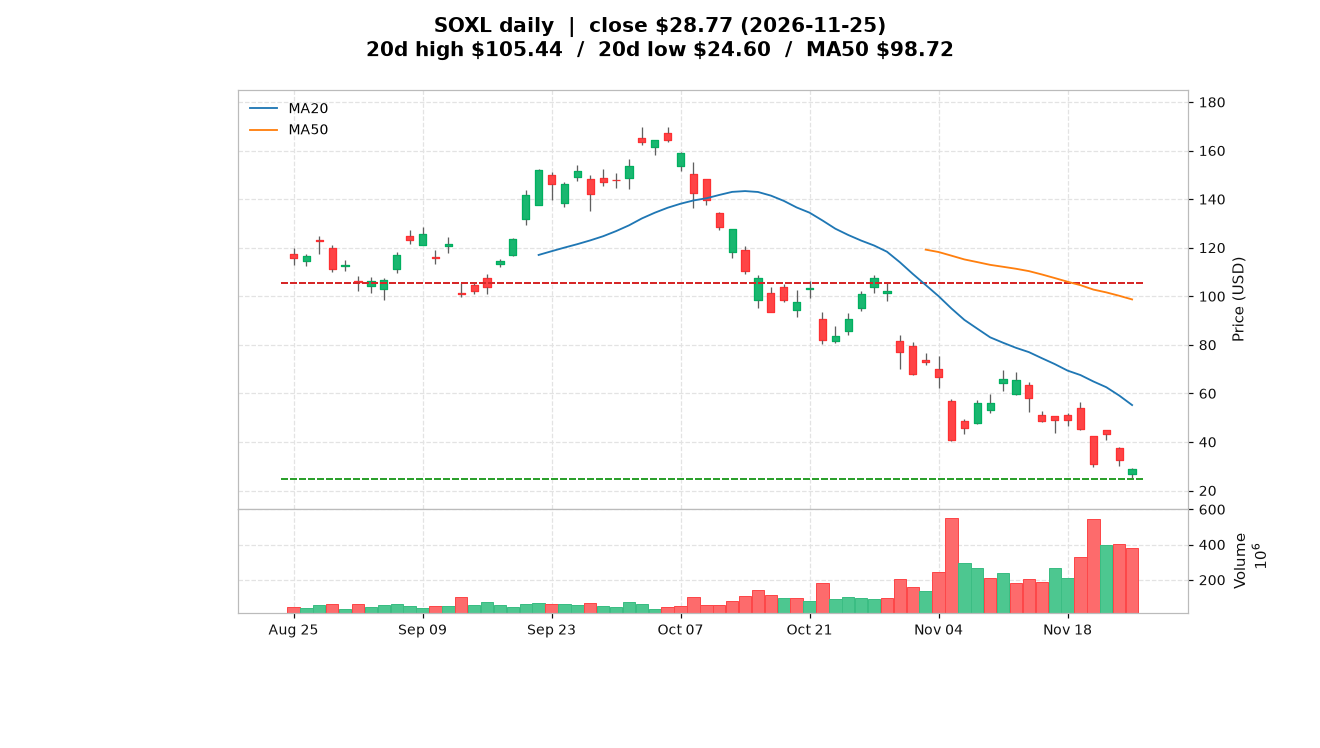 SOXL daily  |  close $28.77 (2026-11-25)
20d high $105.44  /  20d low $24.60  /  MA50 $98.72
MA20
MA50
180
160
140
120
100
80
60
40
20
Price (USD)
600
400
200
Volume
10⁶
Aug 25
Sep 09
Sep 23
Oct 07
Oct 21
Nov 04
Nov 18